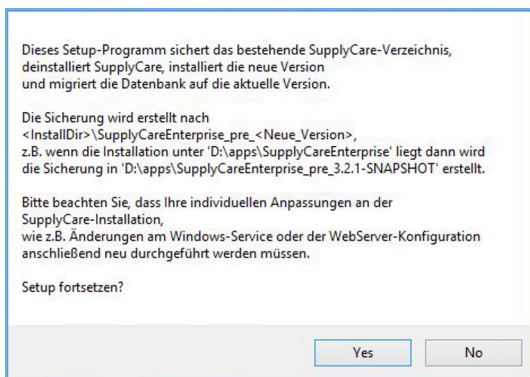 Dieses Setup-Programm sichert das bestehende SupplyCare-Verzeichnis,
deinstalliert SupplyCare, installiert die neue Version
und migriert die Datenbank auf die aktuelle Version.
Die Sicherung wird erstellt nach
<InstallDir>\SupplyCareEnterprise_pre_<Neue_Version>,
z.B. wenn die Installation unter 'D:\apps\SupplyCareEnterprise' liegt dann wird
die Sicherung in 'D:\apps\SupplyCareEnterprise_pre_3.2.1-SNAPSHOT' erstellt.
Bitte beachten Sie, dass Ihre individuellen Anpassungen an der
SupplyCare-Installation,
wie z.B. Änderungen am Windows-Service oder der WebServer-Konfiguration
anschließend neu durchgeführt werden müssen.
Setup fortsetzen?
Yes
No